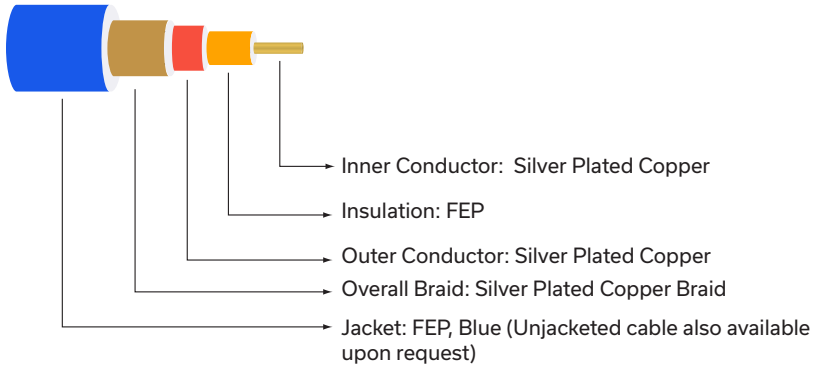 Inner Conductor:  Silver Plated Copper
Insulation: FEP
Outer Conductor: Silver Plated Copper
Overall Braid: Silver Plated Copper Braid
Jacket: FEP, Blue (Unjacketed cable also available
upon request)